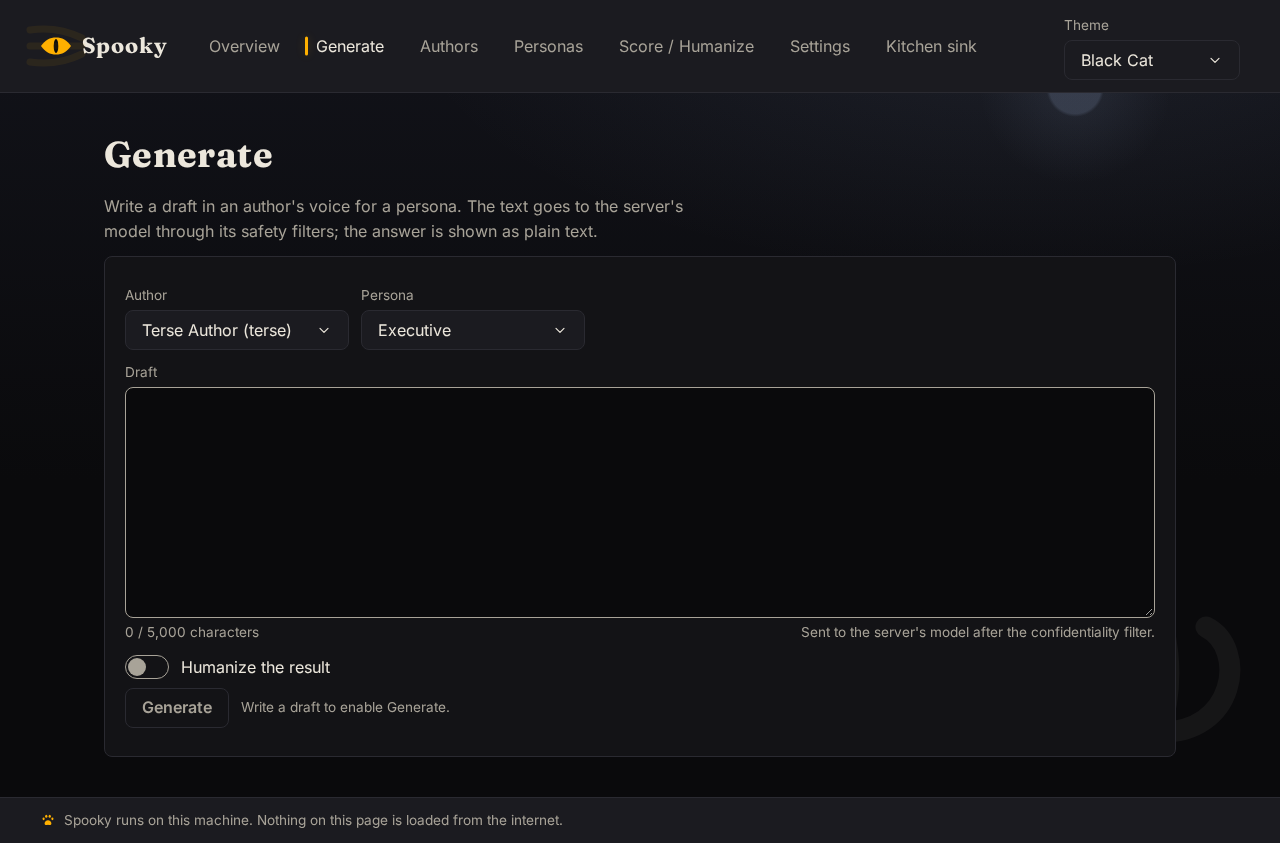 Spooky
Overview
Generate
Authors
Personas
Score / Humanize
Settings
Kitchen sink
Theme
Black Cat
Generate
Write a draft in an author's voice for a persona. The text goes to the server's
model through its safety filters; the answer is shown as plain text.
Author
Persona
Terse Author (terse)
Executive
Draft
0 / 5,000 characters
Sent to the server's model after the confidentiality filter.
Humanize the result
Generate
Write a draft to enable Generate.
Spooky runs on this machine. Nothing on this page is loaded from the internet.